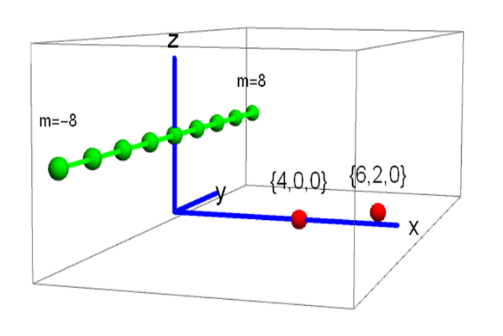 z
m=8
m=-8
{4,0,0}
{6,2,0}
y
x